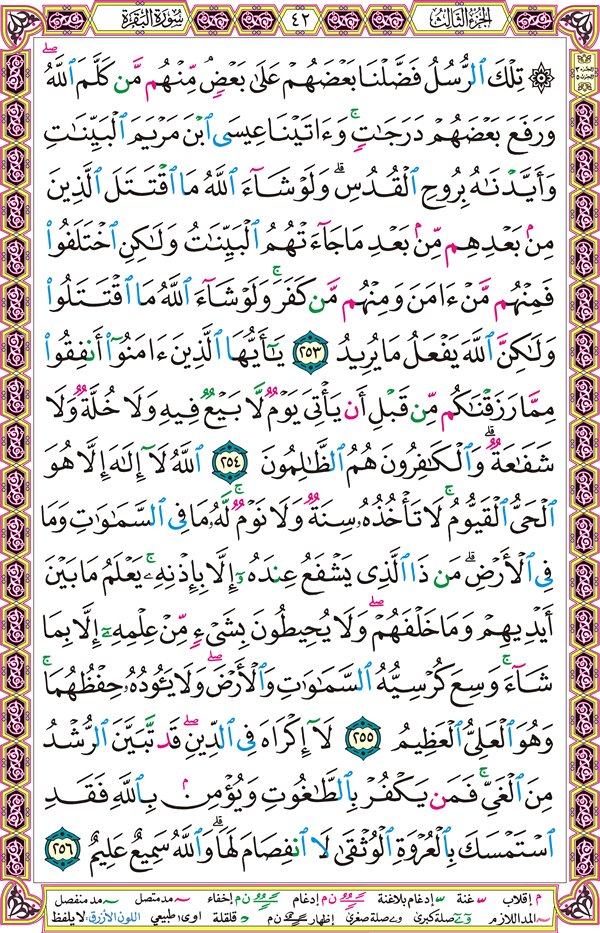 الجزء الثالث ٤٢ سورة البقرة
۞ تِلْكَ ٱلرُّسُلُ فَضَّلْنَا بَعْضَهُمْ عَلَىٰ بَعْضٍۢ ۘ مِّنْهُم مَّن كَلَّمَ ٱللَّهُ ۖ
وَرَفَعَ بَعْضَهُمْ دَرَجَٰتٍۢ ۚ وَءَاتَيْنَا عِيسَى ٱبْنَ مَرْيَمَ ٱلْبَيِّنَٰتِ
وَأَيَّدْنَٰهُ بِرُوحِ ٱلْقُدُسِ ۗ وَلَوْ شَآءَ ٱللَّهُ مَا ٱقْتَتَلَ ٱلَّذِينَ
مِنۢ بَعْدِهِم مِّنۢ بَعْدِ مَا جَآءَتْهُمُ ٱلْبَيِّنَٰتُ وَلَٰكِنِ ٱخْتَلَفُوا۟
فَمِنْهُم مَّنْ ءَامَنَ وَمِنْهُم مَّن كَفَرَ ۚ وَلَوْ شَآءَ ٱللَّهُ مَا ٱقْتَتَلُوا۟
وَلَٰكِنَّ ٱللَّهَ يَفْعَلُ مَا يُرِيدُ ٢٥٣ يَٰٓأَيُّهَا ٱلَّذِينَ ءَامَنُوٓا۟ أَنفِقُوا۟
مِمَّا رَزَقْنَٰكُم مِّن قَبْلِ أَن يَأْتِىَ يَوْمٌۭ لَّا بَيْعٌۭ فِيهِ وَلَا خُلَّةٌۭ وَلَا
شَفَٰعَةٌۭ ۗ وَٱلْكَٰفِرُونَ هُمُ ٱلظَّٰلِمُونَ ٢٥٤ ٱللَّهُ لَآ إِلَٰهَ إِلَّا هُوَ
ٱلْحَىُّ ٱلْقَيُّومُ ۚ لَا تَأْخُذُهُۥ سِنَةٌۭ وَلَا نَوْمٌۭ ۚ لَّهُۥ مَا فِى ٱلسَّمَٰوَٰتِ وَمَا
فِى ٱلْأَرْضِ ۗ مَن ذَا ٱلَّذِى يَشْفَعُ عِندَهُۥٓ إِلَّا بِإِذْنِهِۦ ۚ يَعْلَمُ مَا بَيْنَ
أَيْدِيهِمْ وَمَا خَلْفَهُمْ ۖ وَلَا يُحِيطُونَ بِشَىْءٍۢ مِّنْ عِلْمِهِۦٓ إِلَّا بِمَا
شَآءَ ۚ وَسِعَ كُرْسِيُّهُ ٱلسَّمَٰوَٰتِ وَٱلْأَرْضَ ۖ وَلَا يَـُٔودُهُۥ حِفْظُهُمَا ۚ
وَهُوَ ٱلْعَلِىُّ ٱلْعَظِيمُ ٢٥٥ لَآ إِكْرَاهَ فِى ٱلدِّينِ ۖ قَد تَّبَيَّنَ ٱلرُّشْدُ
مِنَ ٱلْغَىِّ ۚ فَمَن يَكْفُرْ بِٱلطَّٰغُوتِ وَيُؤْمِنۢ بِٱللَّهِ فَقَدِ
ٱسْتَمْسَكَ بِٱلْعُرْوَةِ ٱلْوُثْقَىٰ لَا ٱنفِصَامَ لَهَا ۗ وَٱللَّهُ سَمِيعٌ عَلِيمٌ ٢٥٦
م إقلاب غنة إدغام بلاغنة ن م إدغام ن م إخفاء مد متصل مد منفصل
المد اللازم صلة كبرى صلة صغرى إظهار ن م قلقلة اوى طبيعي اللون الأزرق: لا يلفظ